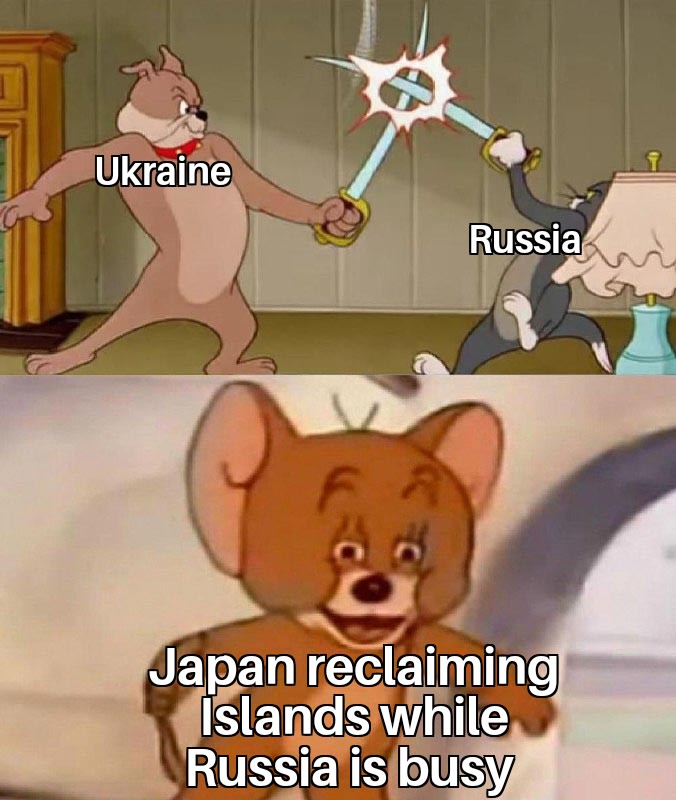 Ukraine
Russia
Japan reclaiming
Islands while
Russia is busy